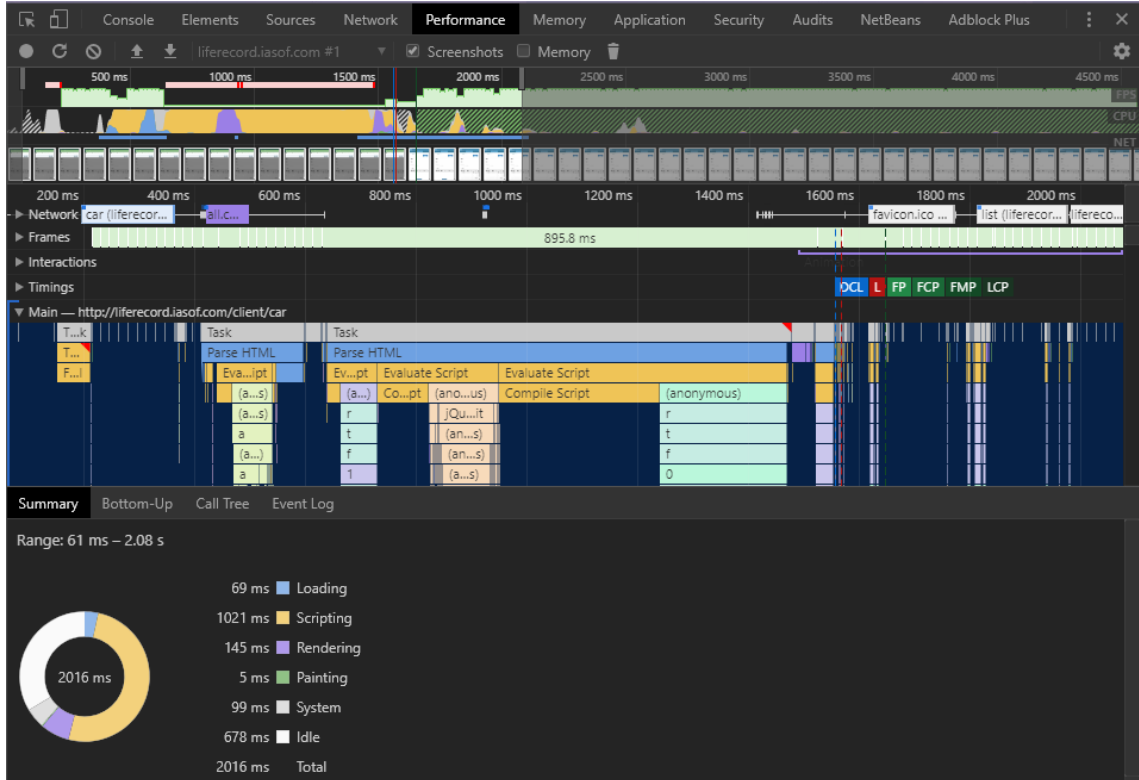 Console Elements Sources Network Performance Memory Application Security Audits NetBeans Adblock Plus
liferecord.iasof.com #1 Screenshots Memory
500 ms 1000 ms 1500 ms 2000 ms 2500 ms 3000 ms 3500 ms 4000 ms 4500 ms
FPS
CPU
NET
200 ms 400 ms 600 ms 800 ms 1000 ms 1200 ms 1400 ms 1600 ms 1800 ms 2000 ms
Network car (liferecor... all.c... favicon.ico ... list (liferecor... (lifereco...
Frames 895.8 ms
Interactions
Timings DCL L FP FCP FMP LCP
Main — http://liferecord.iasof.com/client/car
T...k Task Task
T... Parse HTML Parse HTML
F...l Eva...ipt Ev...pt Evaluate Script Evaluate Script
(a...s) (a...) Co...pt (ano...us) Compile Script (anonymous)
(a...s) r jQu...it r
a t (an...s) t
(a...) f (an...s) f
a 1 (a...s) 0
Summary Bottom-Up Call Tree Event Log
Range: 61 ms – 2.08 s
69 ms Loading
1021 ms Scripting
145 ms Rendering
2016 ms
5 ms Painting
99 ms System
678 ms Idle
2016 ms Total